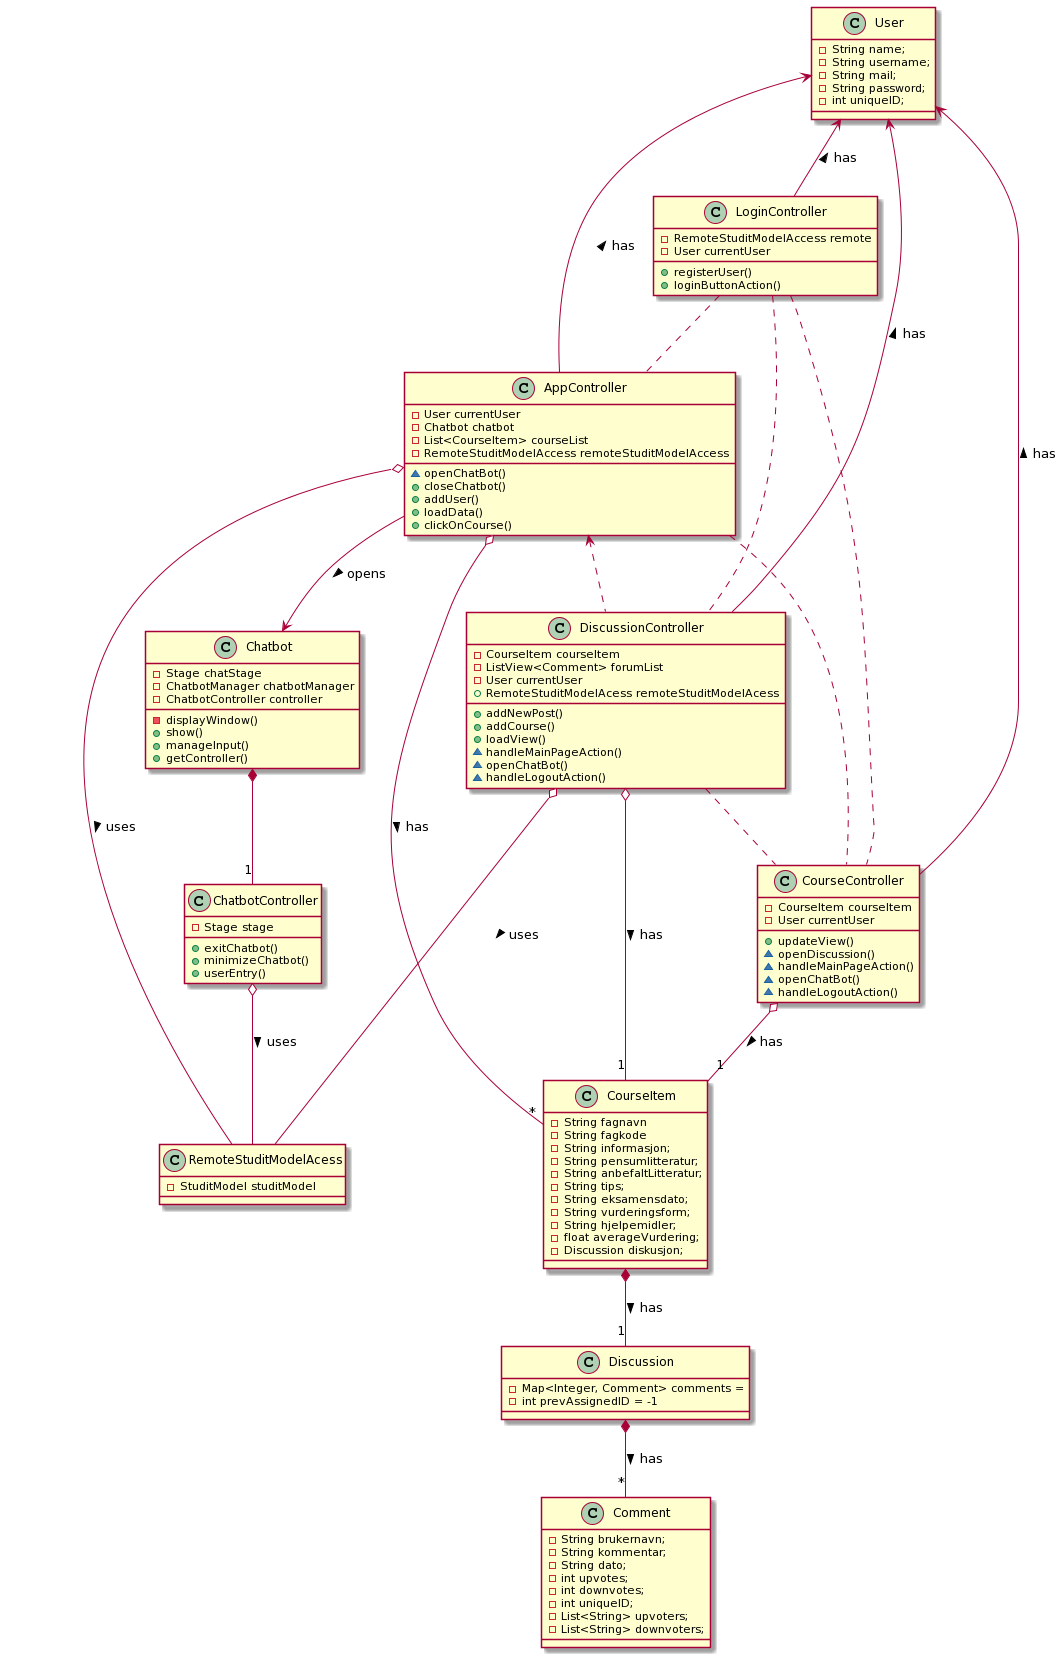 C User
String name;
String username;
String mail;
String password;
int uniqueID;
has
C LoginController
RemoteStuditModelAccess remote
User currentUser
registerUser()
loginButtonAction()
has
has
C AppController
User currentUser
Chatbot chatbot
List<CourseItem> courseList
RemoteStuditModelAccess remoteStuditModelAccess
openChatBot()
closeChatbot()
addUser()
loadData()
clickOnCourse()
has
opens
C Chatbot
Stage chatStage
ChatbotManager chatbotManager
ChatbotController controller
displayWindow()
show()
manageInput()
getController()
C DiscussionController
CourseItem courseItem
ListView<Comment> forumList
User currentUser
RemoteStuditModelAcess remoteStuditModelAcess
addNewPost()
addCourse()
loadView()
handleMainPageAction()
openChatBot()
handleLogoutAction()
uses
has
1
C ChatbotController
Stage stage
exitChatbot()
minimizeChatbot()
userEntry()
C CourseController
CourseItem courseItem
User currentUser
updateView()
openDiscussion()
handleMainPageAction()
openChatBot()
handleLogoutAction()
uses
has
uses
has
1
1
*
C RemoteStuditModelAcess
StuditModel studitModel
C CourseItem
String fagnavn
String fagkode
String informasjon;
String pensumlitteratur;
String anbefaltLitteratur;
String tips;
String eksamensdato;
String vurderingsform;
String hjelpemidler;
float averageVurdering;
Discussion diskusjon;
has
1
C Discussion
Map<Integer, Comment> comments =
int prevAssignedID = -1
has
*
C Comment
String brukernavn;
String kommentar;
String dato;
int upvotes;
int downvotes;
int uniqueID;
List<String> upvoters;
List<String> downvoters;